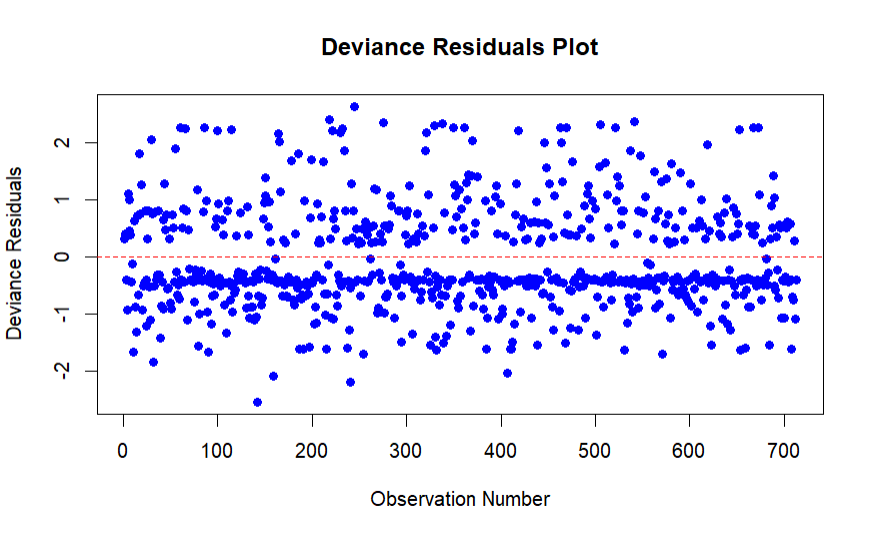 Deviance Residuals Plot
Deviance Residuals
2
1
0
-1
-2
0 100 200 300 400 500 600 700
Observation Number